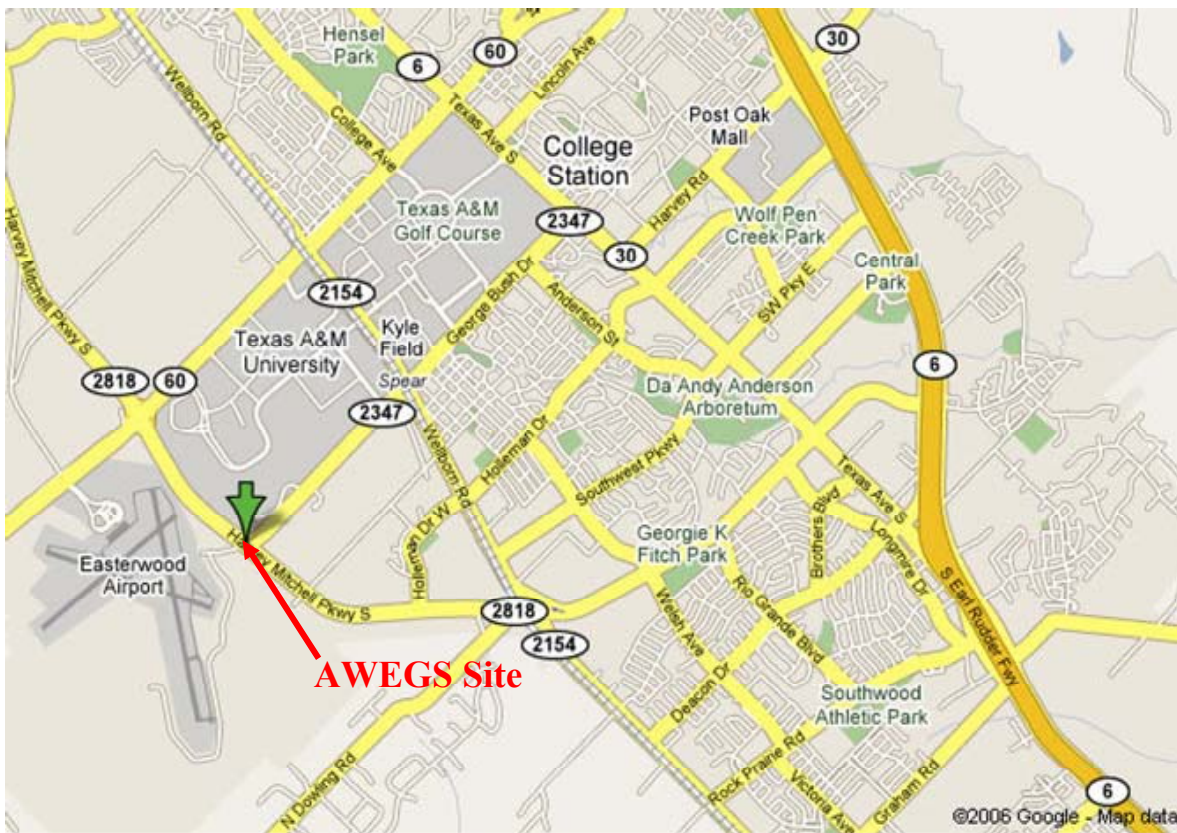 Hensel
Park
60
30
6
Lincoln Ave
Wellborn Rd
College Ave
Texas Ave S
Post Oak
Mall
College
Station
Harvey Rd
Texas A&M
Golf Course
2347
Wolf Pen
Creek Park
Harvey Mitchell Pkwy S
30
Central
Park
2154
George Bush Dr
Anderson St
SW Pky E
Kyle
Field
Texas A&M
University
2818
60
Spear
6
2347
Da Andy Anderson
Arboretum
Wellborn Rd
Holleman Dr
Southwest Pkwy
Texas Ave S
Brothers Blvd
Longmire Dr
Holleman Dr W
Georgie K
Fitch Park
Easterwood
Airport
Harvey Mitchell Pkwy S
2818
2154
Rio Grande Blvd
S Earl Rudder Fwy
Welsh Ave
AWEGS Site
Deacon Dr
Southwood
Athletic Park
N Dowling Rd
Rock Prairie Rd
Victoria Ave
Graham Rd
6
©2006 Google - Map data